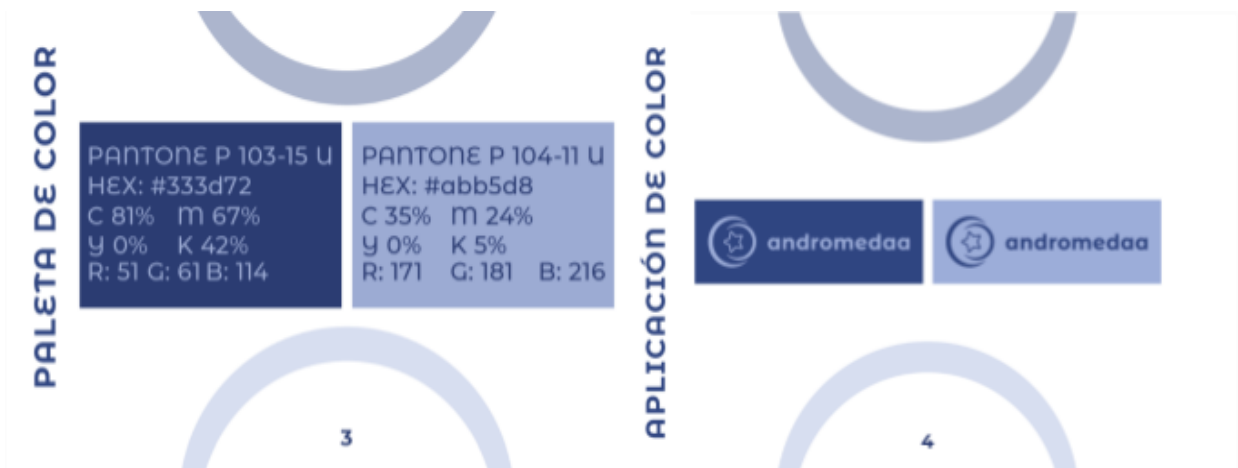 PALETA DE COLOR
PANTONE P 103-15 U
HEX: #333d72
C 81% M 67%
Y 0% K 42%
R: 51 G: 61 B: 114
PANTONE P 104-11 U
HEX: #abb5d8
C 35% M 24%
Y 0% K 5%
R: 171 G: 181 B: 216
3
APLICACIÓN DE COLOR
andromedaa
andromedaa
4